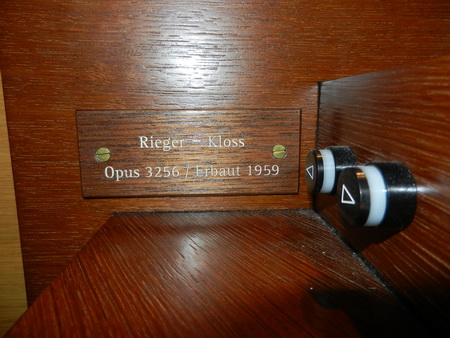 Rieger - Kloss
Opus 3256 / Erbaut 1959